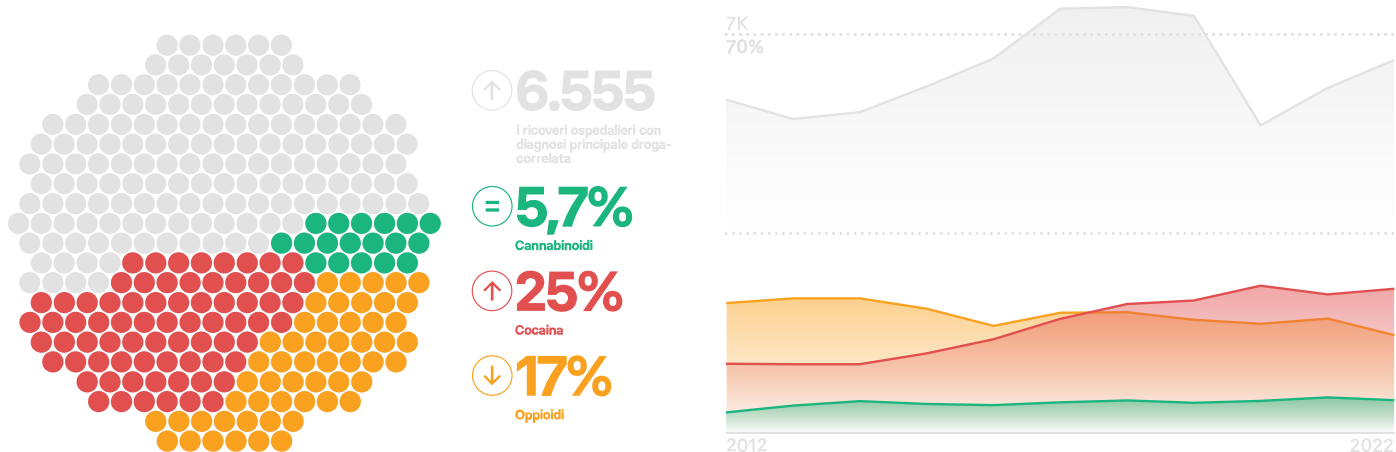 6.555
i ricoveri ospedalieri con
diagnosi principale droga-
correlata
5,7%
Cannabinoidi
25%
Cocaina
17%
Oppioidi
7K
70%
2012
2022